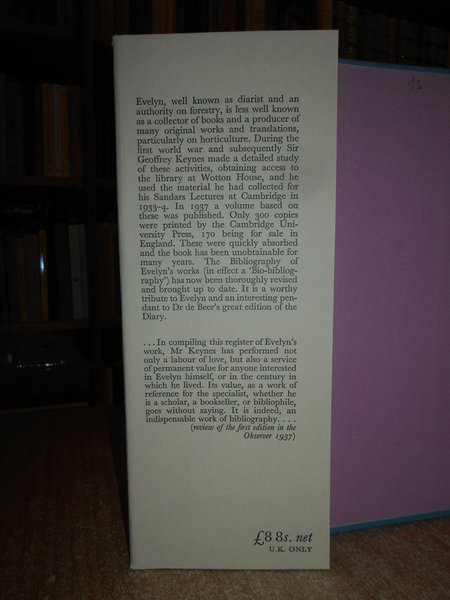 Evelyn, well known as diarist and an
authority on forestry, is less well known
as a collector of books and a producer of
many original works and translations,
particularly on horticulture. During the
first world war and subsequently Sir
Geoffrey Keynes made a detailed study
of these activities, obtaining access to
the library at Wotton House, and he
used the material he had collected for
his Sandars Lectures at Cambridge in
1933–4. In 1937 a volume based on
these was published. Only 300 copies
were printed by the Cambridge Uni-
versity Press, 170 being for sale in
England. These were quickly absorbed
and the book has been unobtainable for
many years. The Bibliography of
Evelyn's works (in effect a 'Bio-bibliog-
raphy') has now been thoroughly revised
and brought up to date. It is a worthy
tribute to Evelyn and an interesting pen-
dant to Dr de Beer's great edition of the
Diary.
...In compiling this register of Evelyn's
work, Mr Keynes has performed not
only a labour of love, but also a service
of permanent value for anyone interested
in Evelyn himself, or in the century in
which he lived. Its value, as a work of
reference for the specialist, whether he
is a scholar, a bookseller, or bibliophile,
goes without saying. It is indeed, an
indispensable work of bibliography....
(review of the first edition in the
Observer 1937)
£8 8s. net
U.K. ONLY